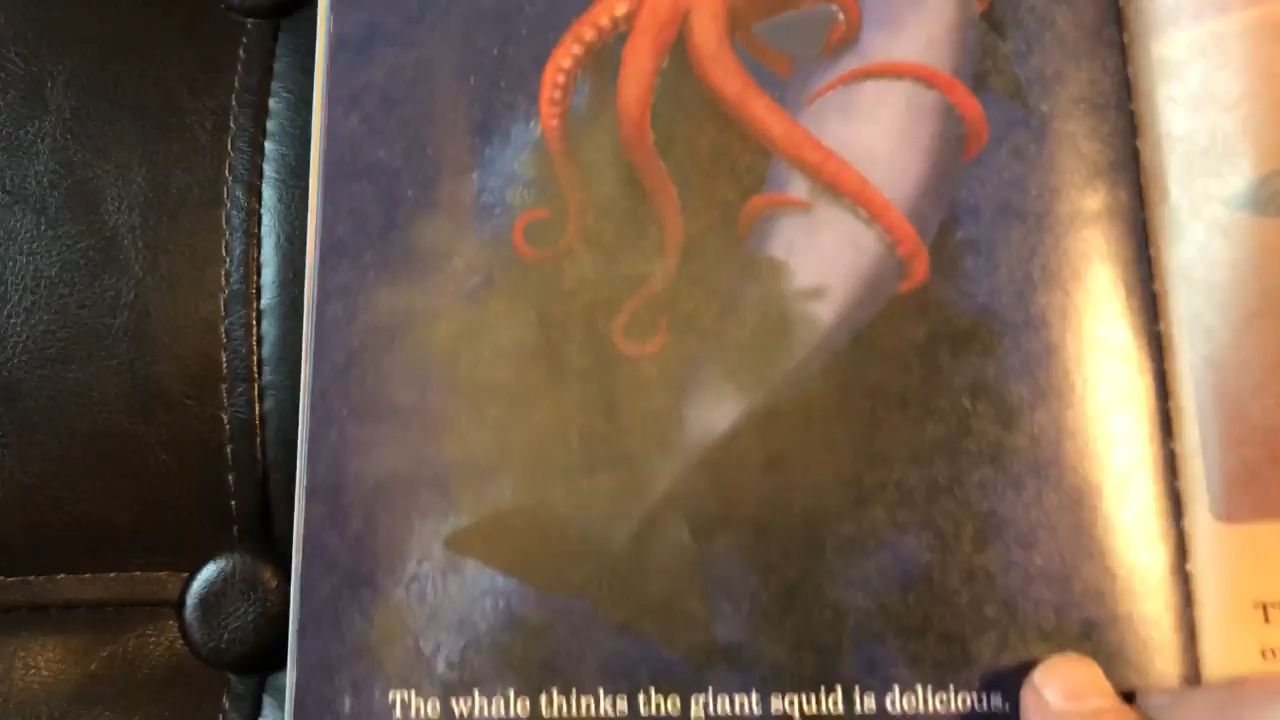 The whale thinks the giant squid is delicious.